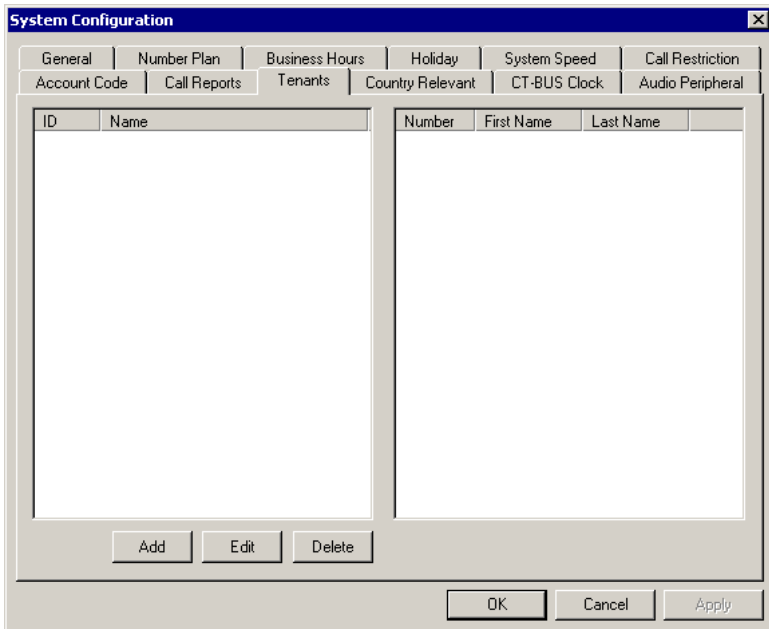 System Configuration
General Number Plan Business Hours Holiday System Speed Call Restriction
Account Code Call Reports Tenants Country Relevant CT-BUS Clock Audio Peripheral
ID Name Number First Name Last Name
Add Edit Delete
OK Cancel Apply